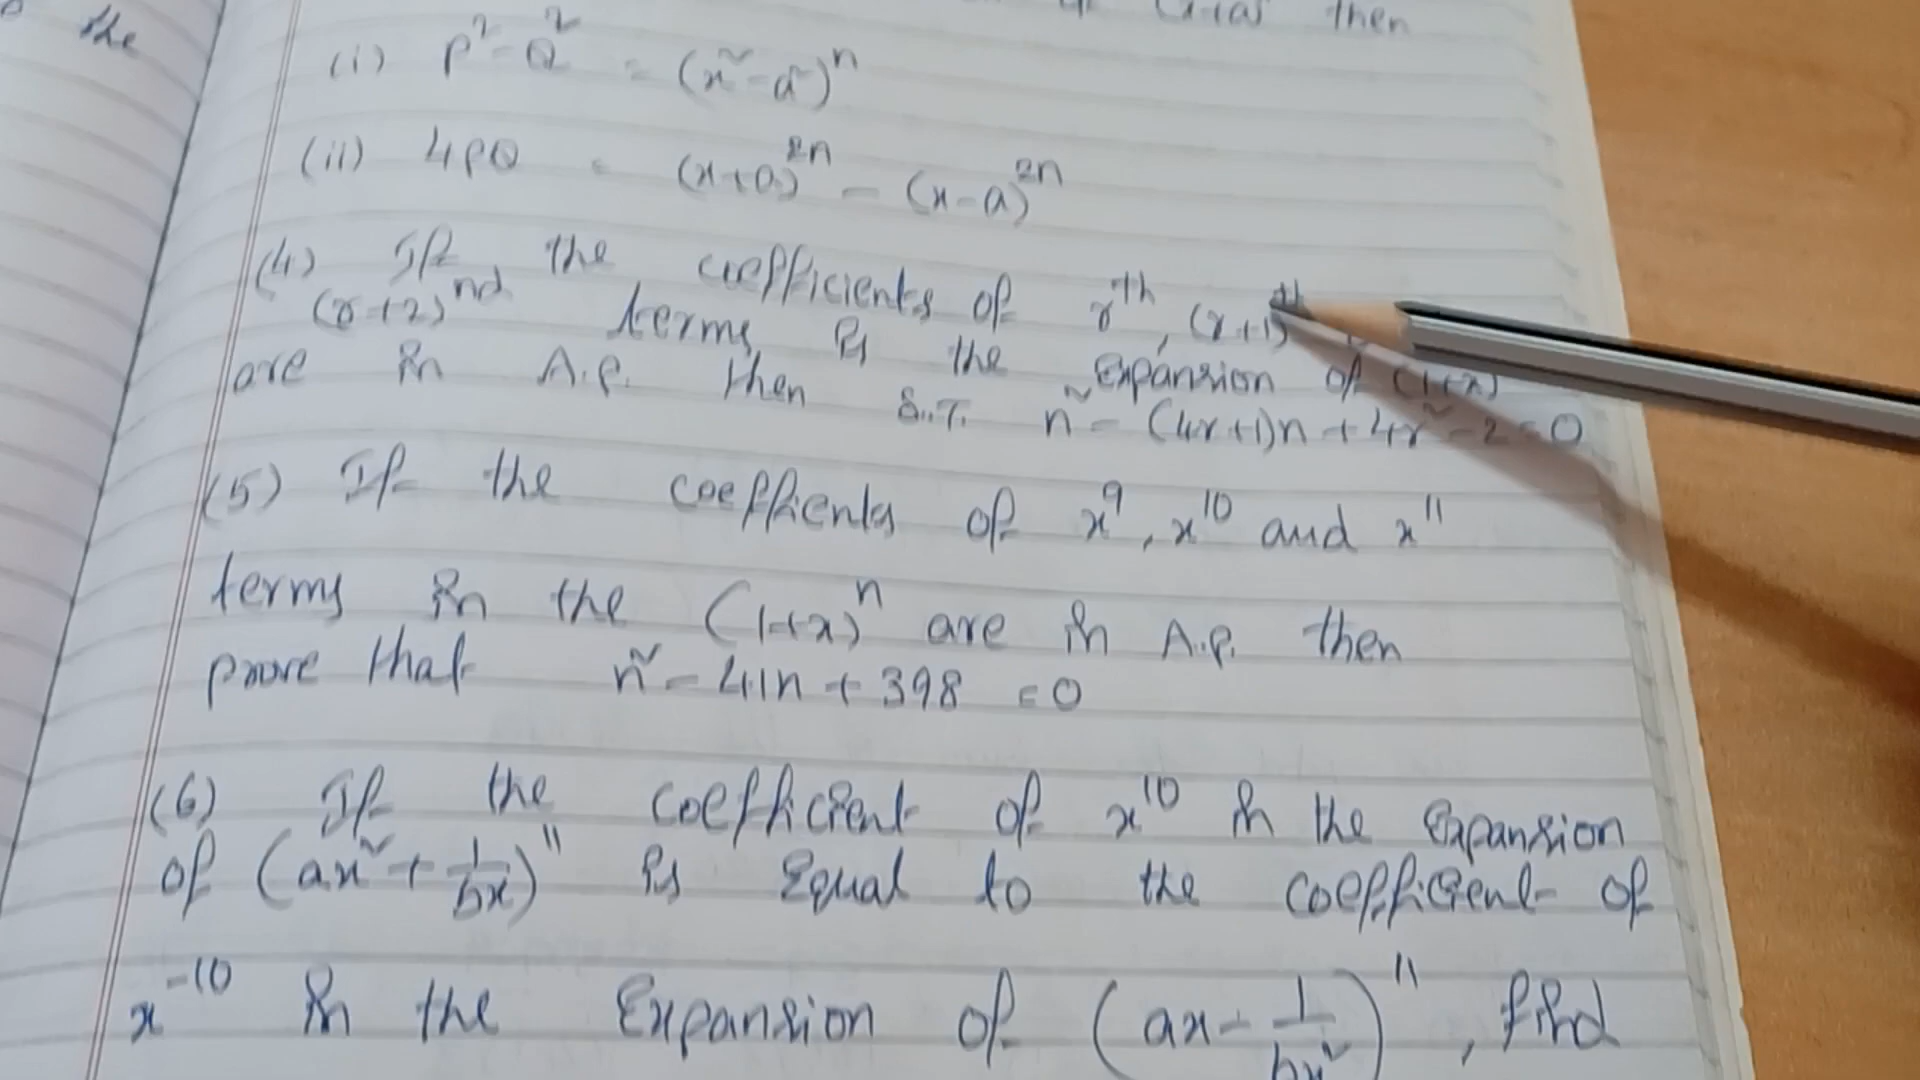 the
then
(i) P² - Q² = (x² - a²)ⁿ
(ii) 4PQ = (x+a)²ⁿ - (x-a)²ⁿ
(4) If the coefficients of rth, (r+1)th
(r+2)nd terms is the Expansion of (1+x)
are in A.P. then S.T. n² - (4r+1)n + 4r² - 2 = 0
(5) If the coeffients of x⁹, x¹⁰ and x¹¹
terms in the (1+x)ⁿ are in A.P. then
prove that n² - 41n + 398 = 0
(6) If the coefficient of x¹⁰ in the Expansion
of (ax² + 1/bx)¹¹ is Equal to the coefficient of
x⁻¹⁰ in the Expansion of (ax - 1/bx²)¹¹, find